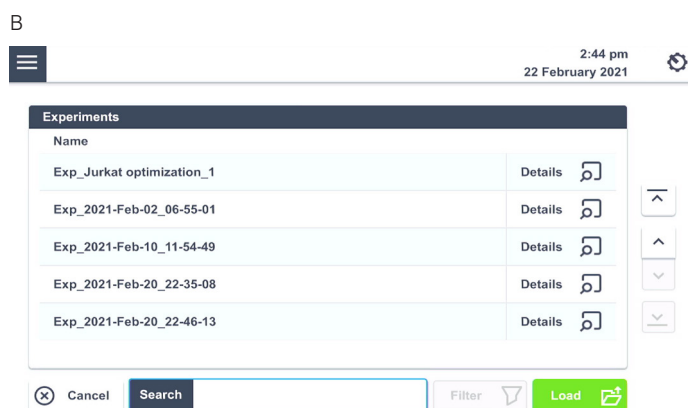 B
2:44 pm
22 February 2021
Experiments
Name
Exp_Jurkat optimization_1 Details
Exp_2021-Feb-02_06-55-01 Details
Exp_2021-Feb-10_11-54-49 Details
Exp_2021-Feb-20_22-35-08 Details
Exp_2021-Feb-20_22-46-13 Details
Cancel Search Filter Load